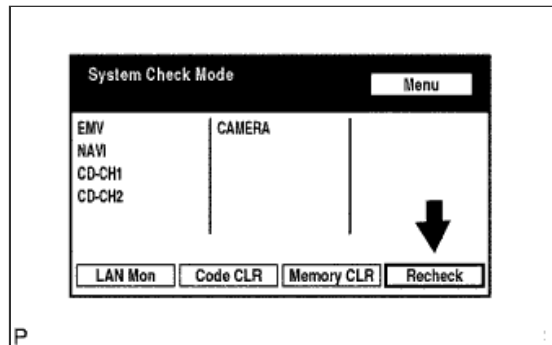 System Check Mode
Menu
EMV
CAMERA
NAVI
CD-CH1
CD-CH2
LAN Mon
Code CLR
Memory CLR
Recheck
P